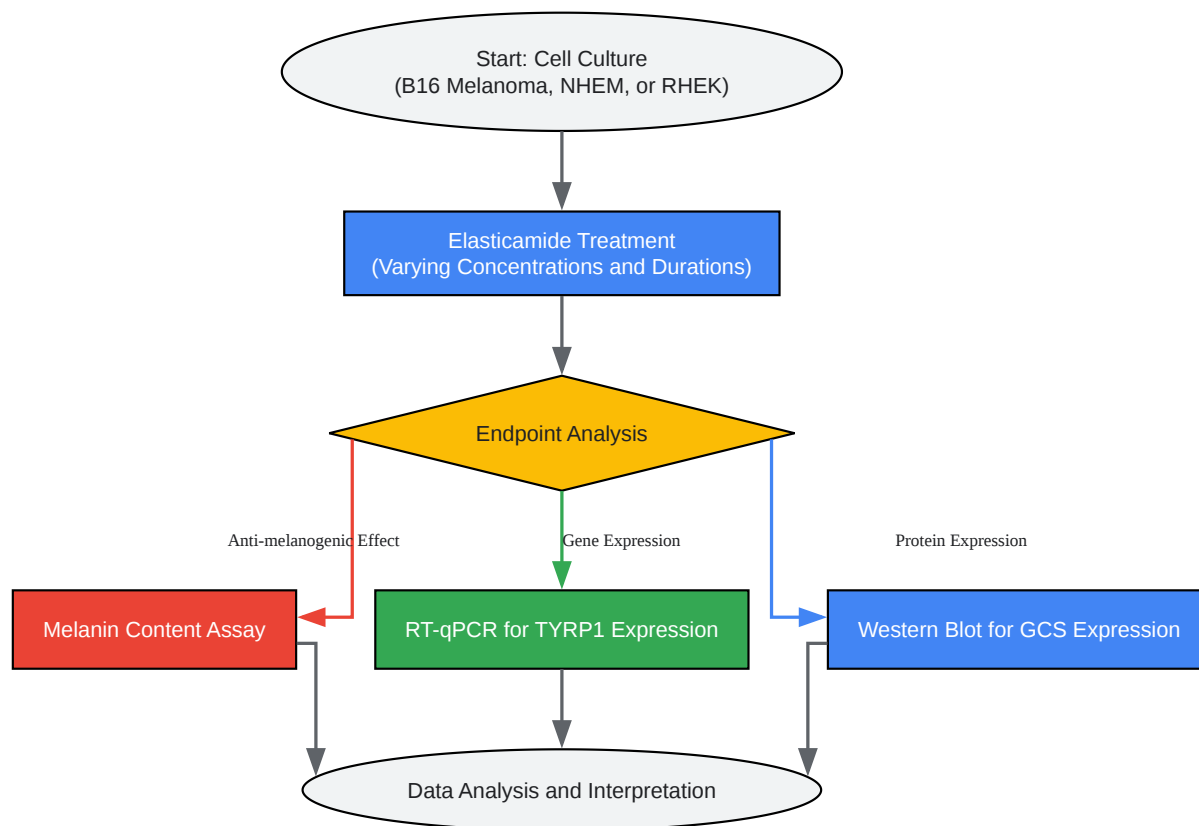 Start: Cell Culture
(B16 Melanoma, NHEM, or RHEK)
Elasticamide Treatment
(Varying Concentrations and Durations)
Endpoint Analysis
Anti-melanogenic Effect
Gene Expression
Protein Expression
Melanin Content Assay
RT-qPCR for TYRP1 Expression
Western Blot for GCS Expression
Data Analysis and Interpretation